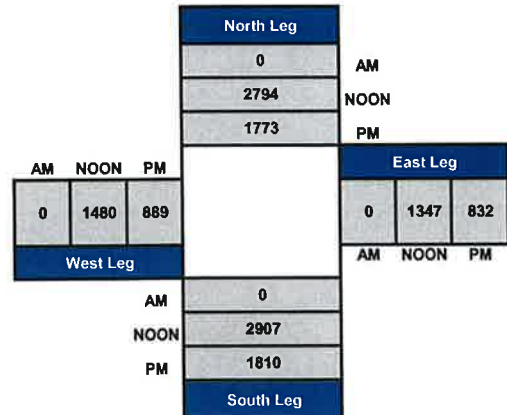 North Leg
0 AM
2794 NOON
1773 PM
AM NOON PM
East Leg
0 1480 889
0 1347 832
West Leg
AM NOON PM
AM 0
NOON 2907
PM 1810
South Leg